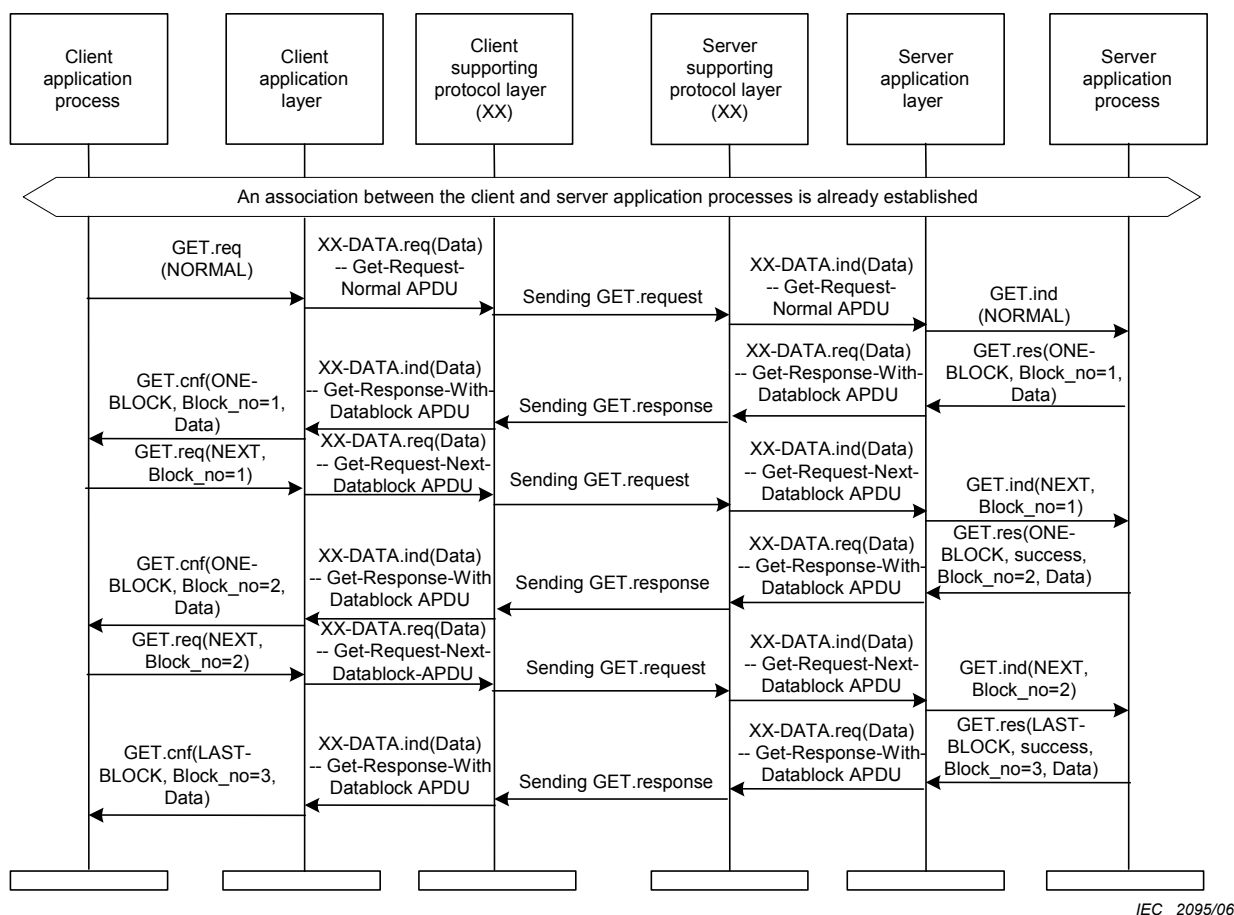 Client
application
process
Client
application
layer
Client
supporting
protocol layer
(XX)
Server
supporting
protocol layer
(XX)
Server
application
layer
Server
application
process
An association between the client and server application processes is already established
GET.req
(NORMAL)
XX-DATA.req(Data)
-- Get-Request-
Normal APDU
Sending GET.request
XX-DATA.ind(Data)
-- Get-Request-
Normal APDU
GET.ind
(NORMAL)
GET.res(ONE-
BLOCK, Block_no=1,
Data)
XX-DATA.req(Data)
-- Get-Response-With-
Datablock APDU
Sending GET.response
XX-DATA.ind(Data)
-- Get-Response-With-
Datablock APDU
GET.cnf(ONE-
BLOCK, Block_no=1,
Data)
GET.req(NEXT,
Block_no=1)
XX-DATA.req(Data)
-- Get-Request-Next-
Datablock APDU
Sending GET.request
XX-DATA.ind(Data)
-- Get-Request-Next-
Datablock APDU
GET.ind(NEXT,
Block_no=1)
GET.res(ONE-
BLOCK, success,
Block_no=2, Data)
XX-DATA.req(Data)
-- Get-Response-With-
Datablock APDU
Sending GET.response
XX-DATA.ind(Data)
-- Get-Response-With
Datablock APDU
GET.cnf(ONE-
BLOCK, Block_no=2,
Data)
GET.req(NEXT,
Block_no=2)
XX-DATA.req(Data)
-- Get-Request-Next-
Datablock-APDU
Sending GET.request
XX-DATA.ind(Data)
-- Get-Request-Next-
Datablock APDU
GET.ind(NEXT,
Block_no=2)
GET.res(LAST-
BLOCK, success,
Block_no=3, Data)
XX-DATA.req(Data)
-- Get-Response-With-
Datablock APDU
Sending GET.response
XX-DATA.ind(Data)
-- Get-Response-With
Datablock APDU
GET.cnf(LAST-
BLOCK, Block_no=3,
Data)
IEC 2095/06